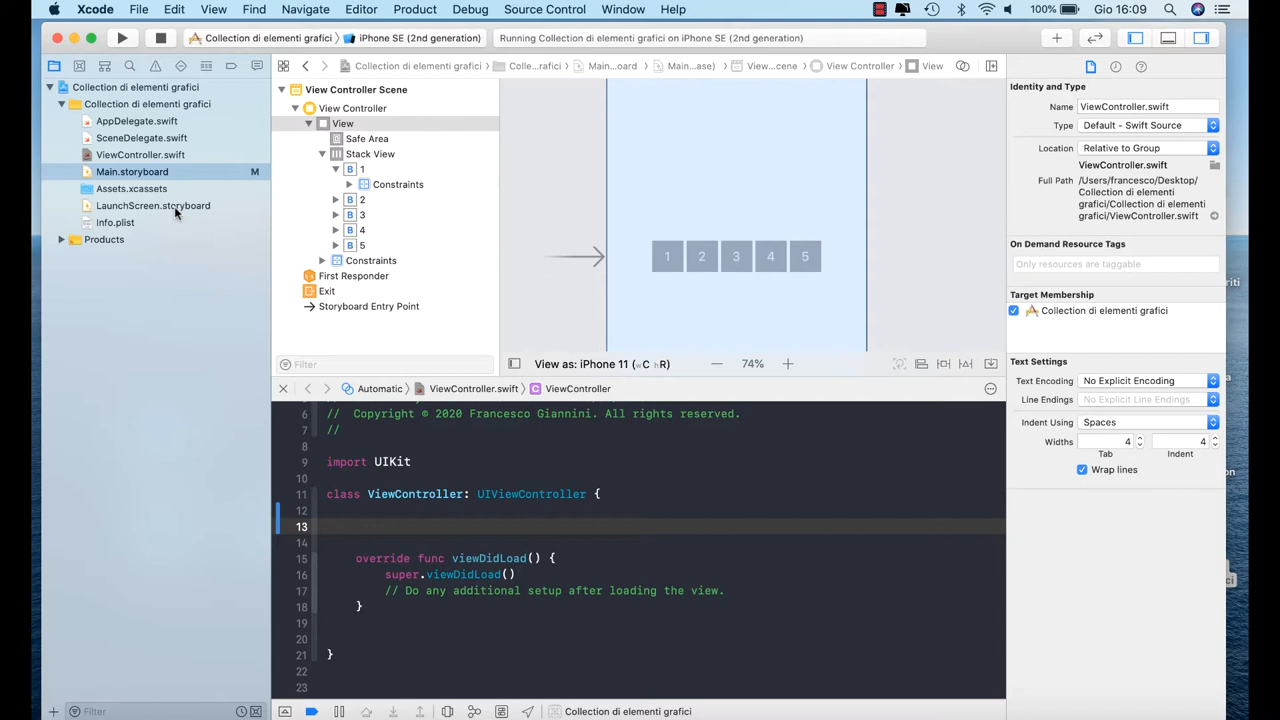 Xcode File Edit View Find Navigate Editor Product Debug Source Control Window Help 100% Gio 16:09
Collection di elementi grafici iPhone SE (2nd generation) Running Collection di elementi grafici on iPhone SE (2nd generation)
Collection di elementi grafici
Collection di elementi grafici
AppDelegate.swift
SceneDelegate.swift
ViewController.swift
Main.storyboard M
Assets.xcassets
LaunchScreen.storyboard
Info.plist
Products
Filter
Collection di elementi grafici Colle...rafici Main....oard Main...ase) View...cene View Controller View
View Controller Scene
View Controller
View
Safe Area
Stack View
B 1
Constraints
B 2
B 3
B 4
B 5
Constraints
First Responder
Exit
Storyboard Entry Point
Filter
1 2 3 4 5
View as: iPhone 11 (wC hR) 74%
Automatic ViewController.swift C ViewController
6 // Copyright © 2020 Francesco Giannini. All rights reserved.
7 //
8
9 import UIKit
10
11 class ViewController: UIViewController {
12
13
14
15 override func viewDidLoad() {
16 super.viewDidLoad()
17 // Do any additional setup after loading the view.
18 }
19
20
21 }
22
23
Collection di elementi grafici
Identity and Type
Name ViewController.swift
Type Default - Swift Source
Location Relative to Group
ViewController.swift
Full Path /Users/francesco/Desktop/
Collection di elementi
grafici/Collection di elementi
grafici/ViewController.swift
On Demand Resource Tags
Only resources are taggable
Target Membership
Collection di elementi grafici
Text Settings
Text Encoding No Explicit Encoding
Line Endings No Explicit Line Endings
Indent Using Spaces
Widths 4 4
Tab Indent
Wrap lines